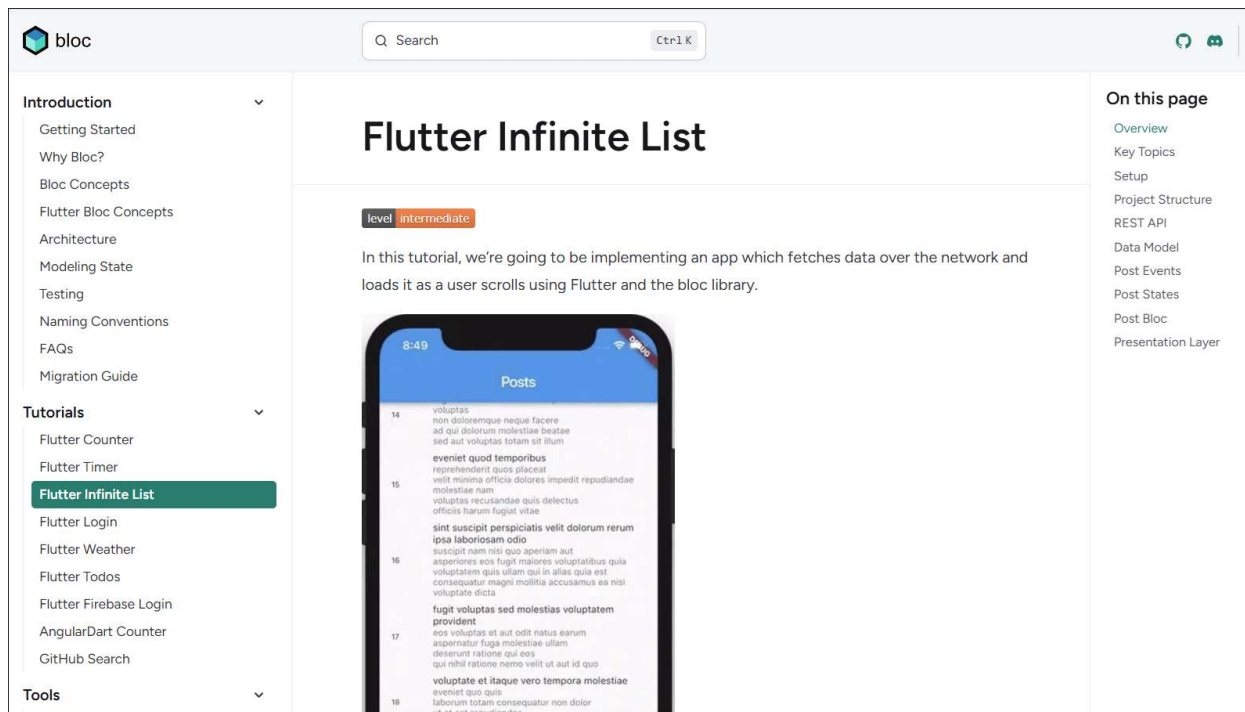 bloc
Search
Ctrl K
Introduction
Getting Started
Why Bloc?
Bloc Concepts
Flutter Bloc Concepts
Architecture
Modeling State
Testing
Naming Conventions
FAQs
Migration Guide
Tutorials
Flutter Counter
Flutter Timer
Flutter Infinite List
Flutter Login
Flutter Weather
Flutter Todos
Flutter Firebase Login
AngularDart Counter
GitHub Search
Tools
Flutter Infinite List
level intermediate
In this tutorial, we’re going to be implementing an app which fetches data over the network and
loads it as a user scrolls using Flutter and the bloc library.
8:49
DEBUG
Posts
14
voluptas
non doloremque neque facere
ad qui dolorum molestiae beatae
sed aut voluptas totam sit illum
eveniet quod temporibus
reprehenderit quos placeat
velit minima officia dolores impedit repudiandae
15
molestiae nam
voluptas recusandae quis delectus
officiis harum fugiat vitae
sint suscipit perspiciatis velit dolorum rerum
ipsa laboriosam odio
suscipit nam nisi quo aperiam aut
16
asperiores eos fugit maiores voluptatibus quia
voluptatem quis ullam qui in alias quia est
consequatur magni mollitia accusamus ea nisi
voluptate dicta
fugit voluptas sed molestias voluptatem
provident
17
eos voluptas et aut odit natus earum
aspernatur fuga molestiae ullam
deserunt ratione qui eos
qui nihil ratione nemo velit ut aut id quo
voluptate et itaque vero tempora molestiae
eveniet quo quis
18
laborum totam consequatur non dolor
On this page
Overview
Key Topics
Setup
Project Structure
REST API
Data Model
Post Events
Post States
Post Bloc
Presentation Layer